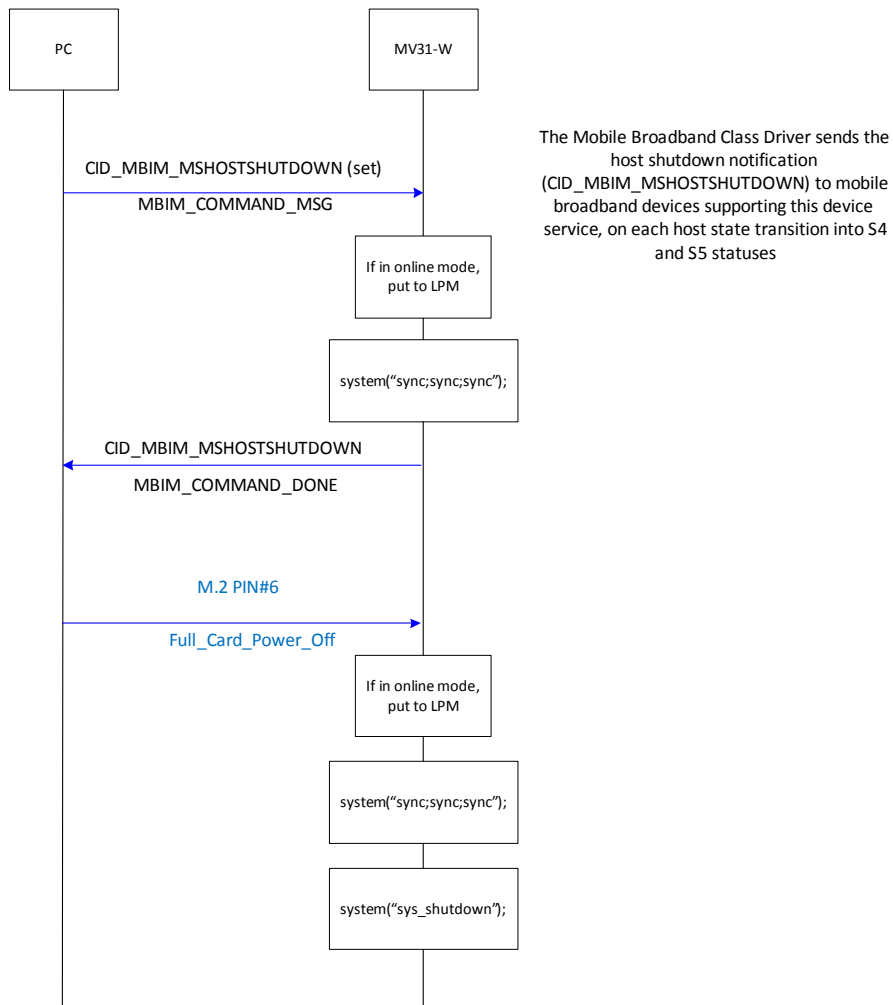 PC
MV31-W
The Mobile Broadband Class Driver sends the
host shutdown notification
(CID_MBIM_MSHOSTSHUTDOWN) to mobile
broadband devices supporting this device
service, on each host state transition into S4
and S5 statuses
CID_MBIM_MSHOSTSHUTDOWN (set)
MBIM_COMMAND_MSG
If in online mode,
put to LPM
system(“sync;sync;sync”);
CID_MBIM_MSHOSTSHUTDOWN
MBIM_COMMAND_DONE
M.2 PIN#6
Full_Card_Power_Off
If in online mode,
put to LPM
system(“sync;sync;sync”);
system(“sys_shutdown”);